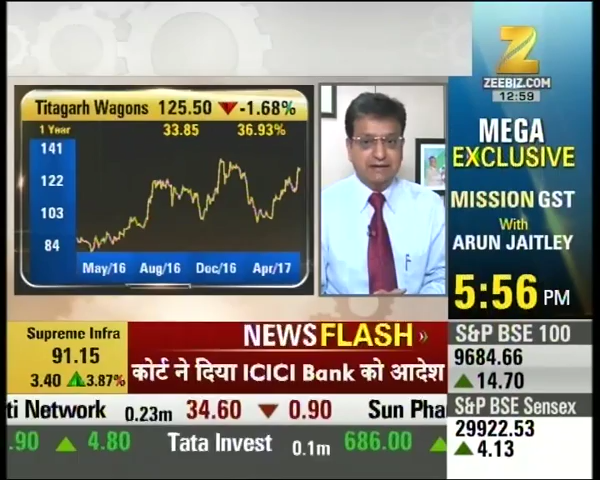 Titagarh Wagons 125.50 -1.68%
1 Year 33.85 36.93%
141
122
103
84
May/16 Aug/16 Dec/16 Apr/17
Z
ZEEBIZ.COM
12:59
MEGA
EXCLUSIVE
MISSION GST
With
ARUN JAITLEY
5:56 PM
Supreme Infra
91.15
3.40 3.87%
NEWS FLASH
कोर्ट ने दिया ICICI Bank को आदेश
S&P BSE 100
9684.66
14.70
S&P BSE Sensex
29922.53
4.13
ti Network 0.23m 34.60 0.90 Sun Pha
.90 4.80 Tata Invest 0.1m 686.00